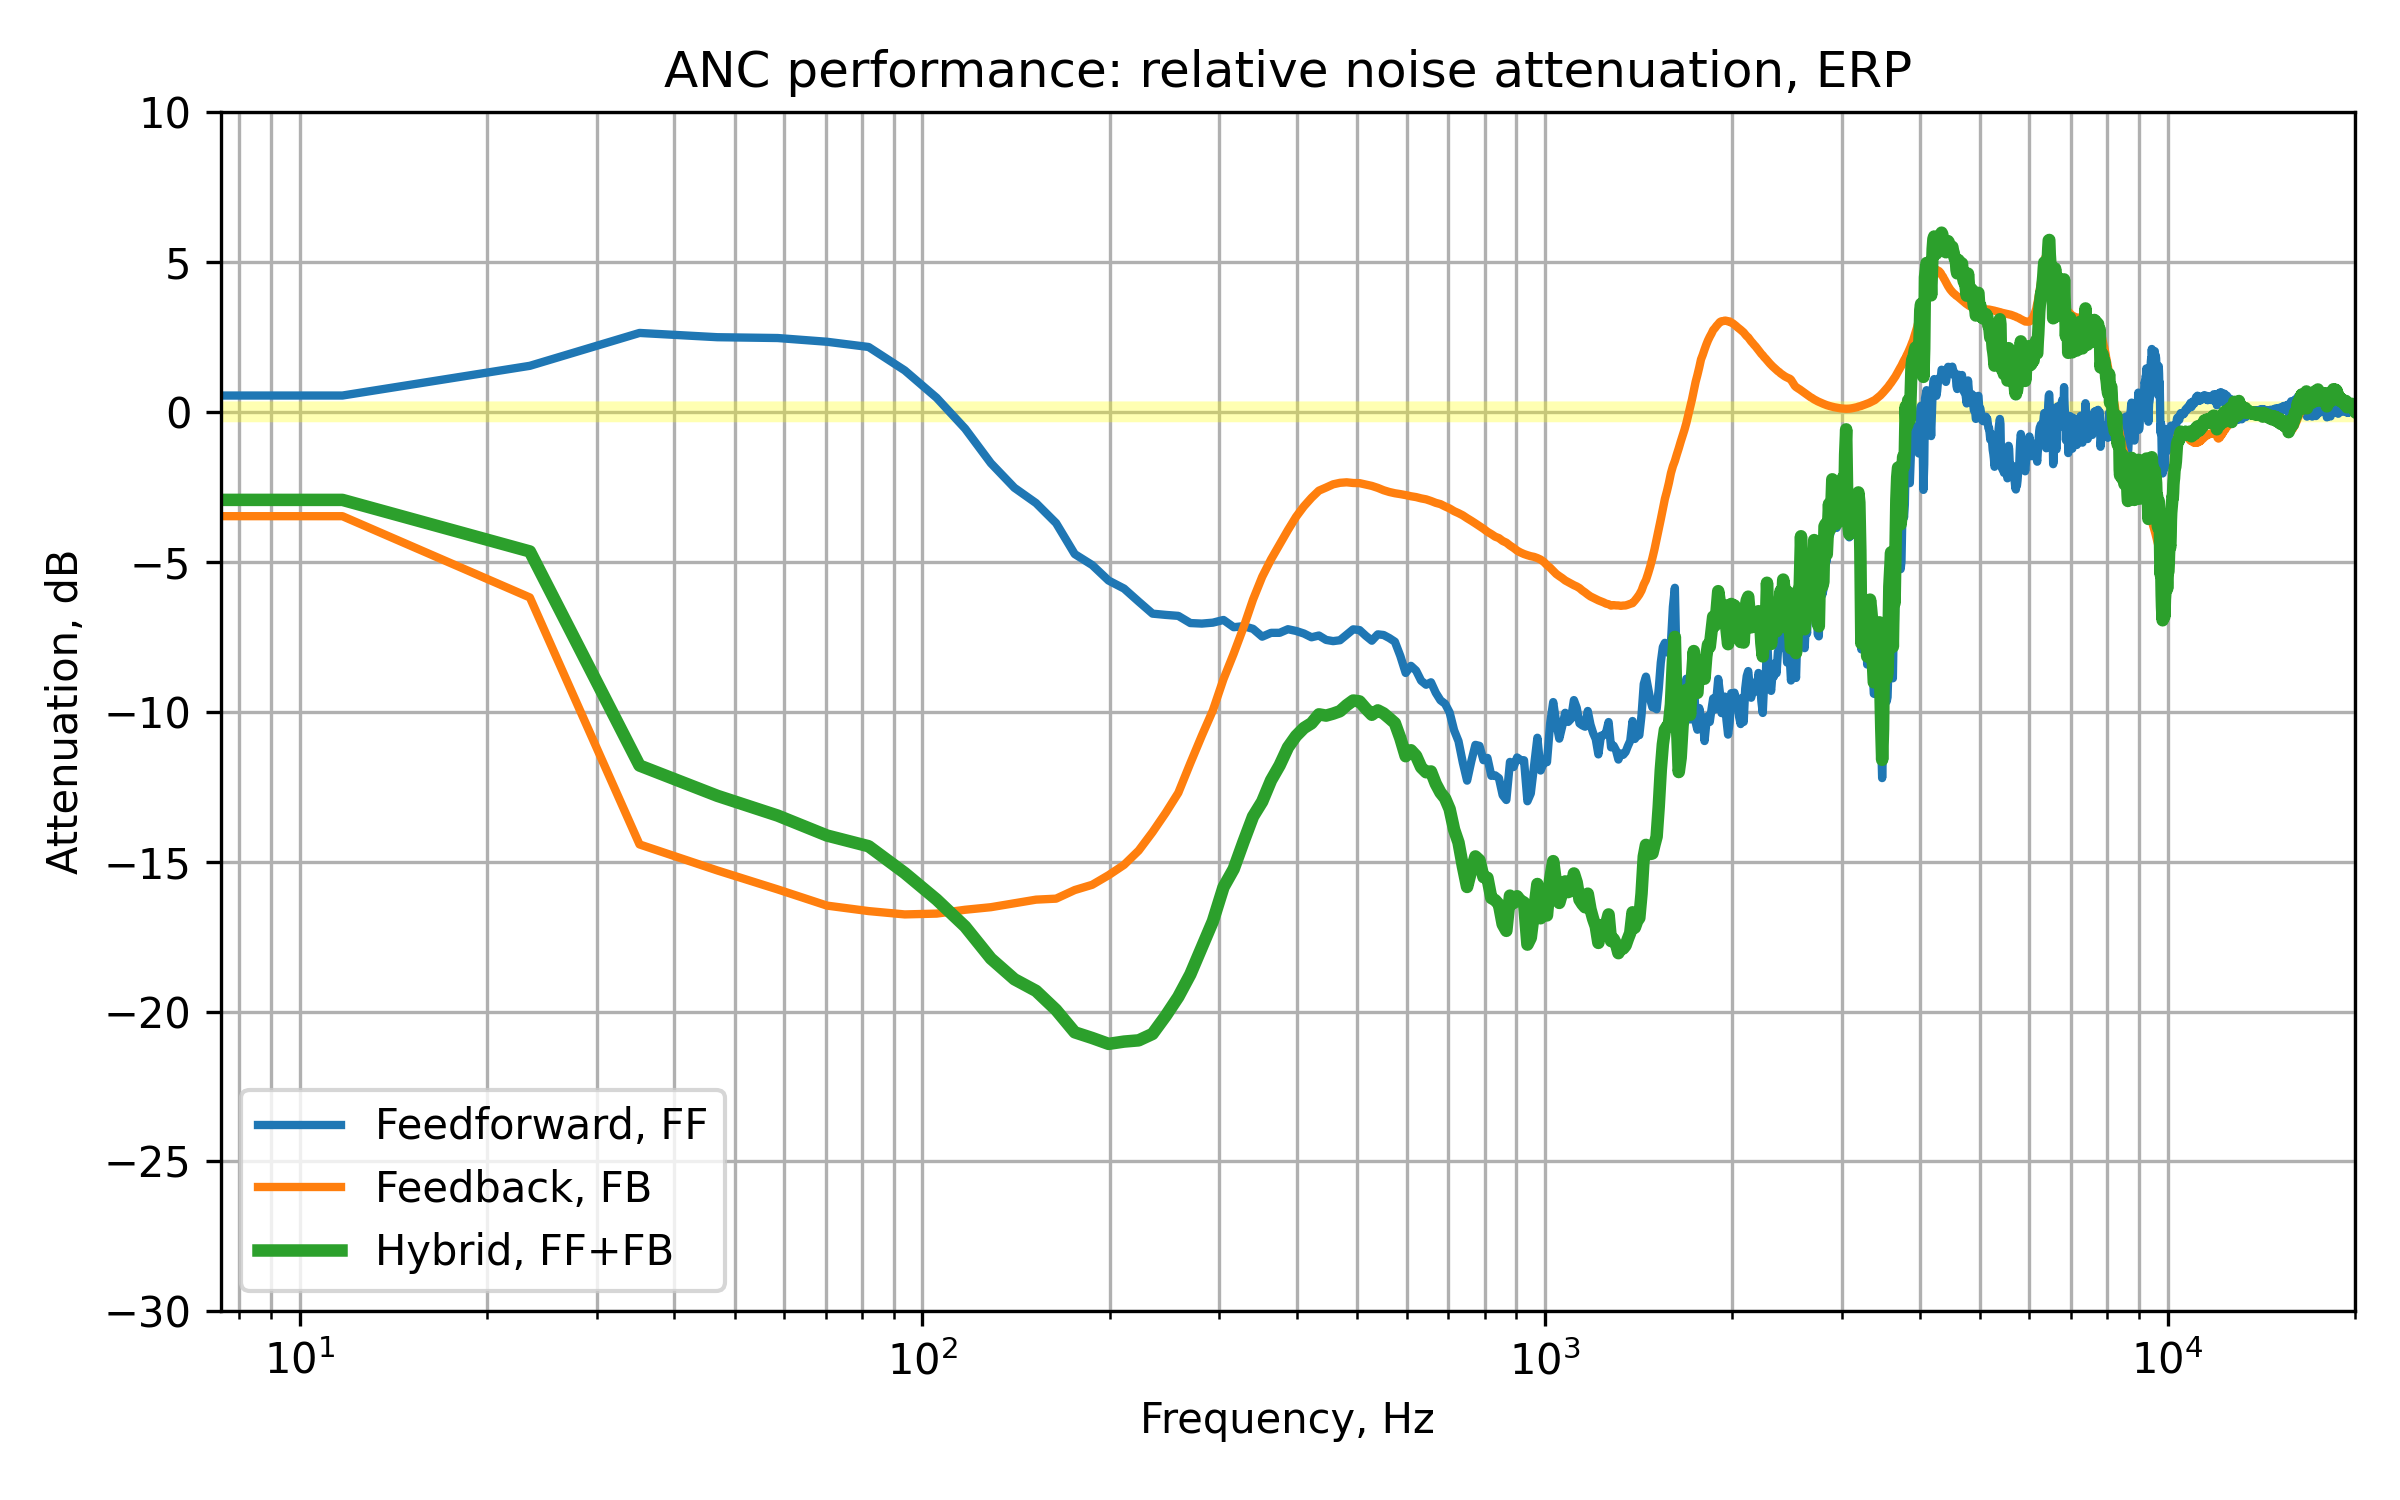 ANC performance: relative noise attenuation, ERP
Attenuation, dB
10
5
0
−5
−10
−15
−20
−25
−30
Feedforward, FF
Feedback, FB
Hybrid, FF+FB
10¹
10²
10³
10⁴
Frequency, Hz